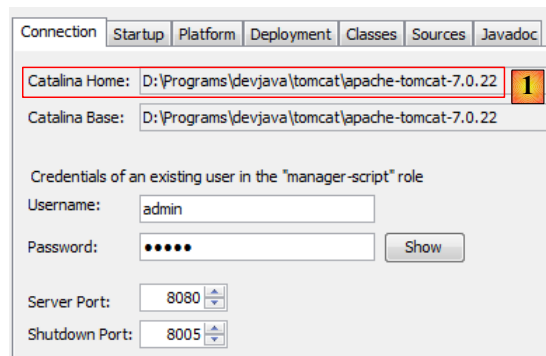 Connection Startup Platform Deployment Classes Sources Javadoc
Catalina Home: D:\Programs\devjava\tomcat\apache-tomcat-7.0.22 1
Catalina Base: D:\Programs\devjava\tomcat\apache-tomcat-7.0.22
Credentials of an existing user in the "manager-script" role
Username: admin
Password: ●●●●● Show
Server Port: 8080
Shutdown Port: 8005